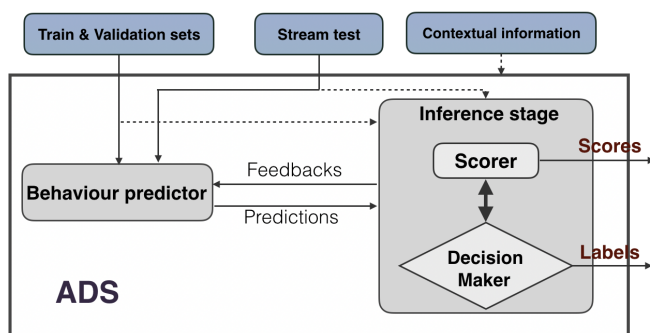 Train & Validation sets
Stream test
Contextual information
Inference stage
Scorer
Scores
Behaviour predictor
Feedbacks
Predictions
Decision
Maker
Labels
ADS